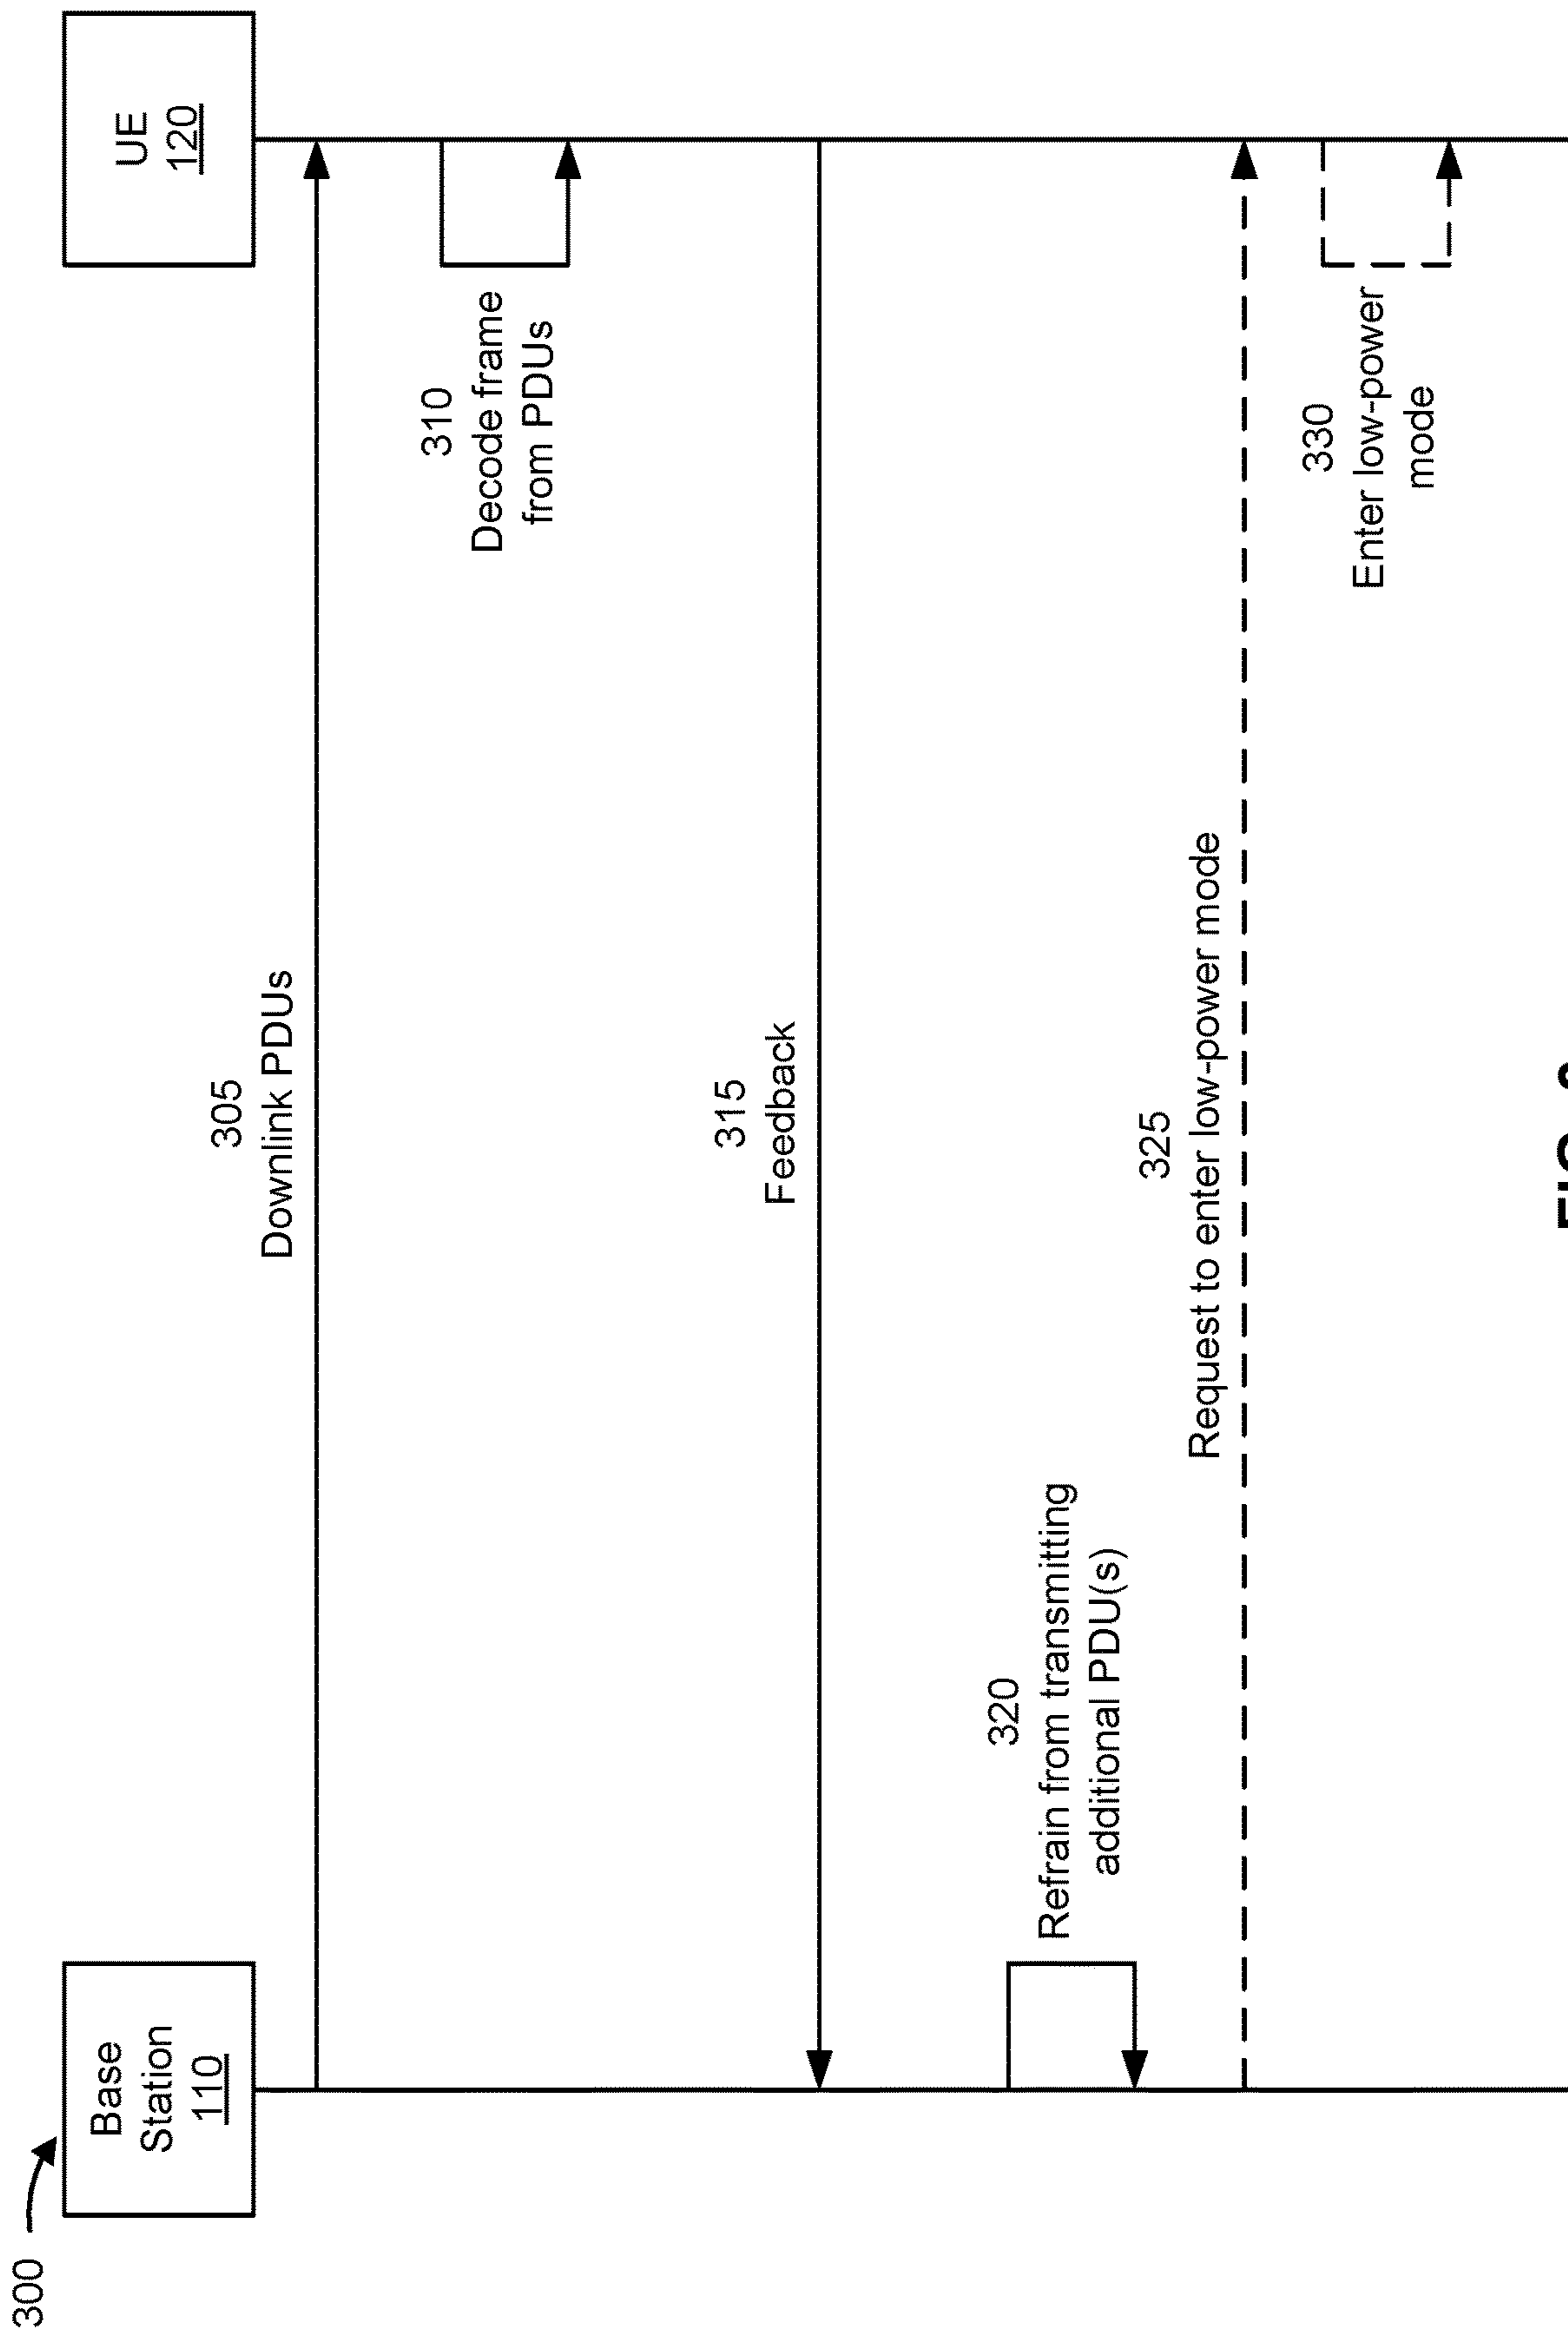 300
Base
Station
110
UE
120
305
Downlink PDUs
310
Decode frame
from PDUs
315
Feedback
320
Refrain from transmitting
additional PDU(s)
325
Request to enter low-power mode
330
Enter low-power
mode
FIG.